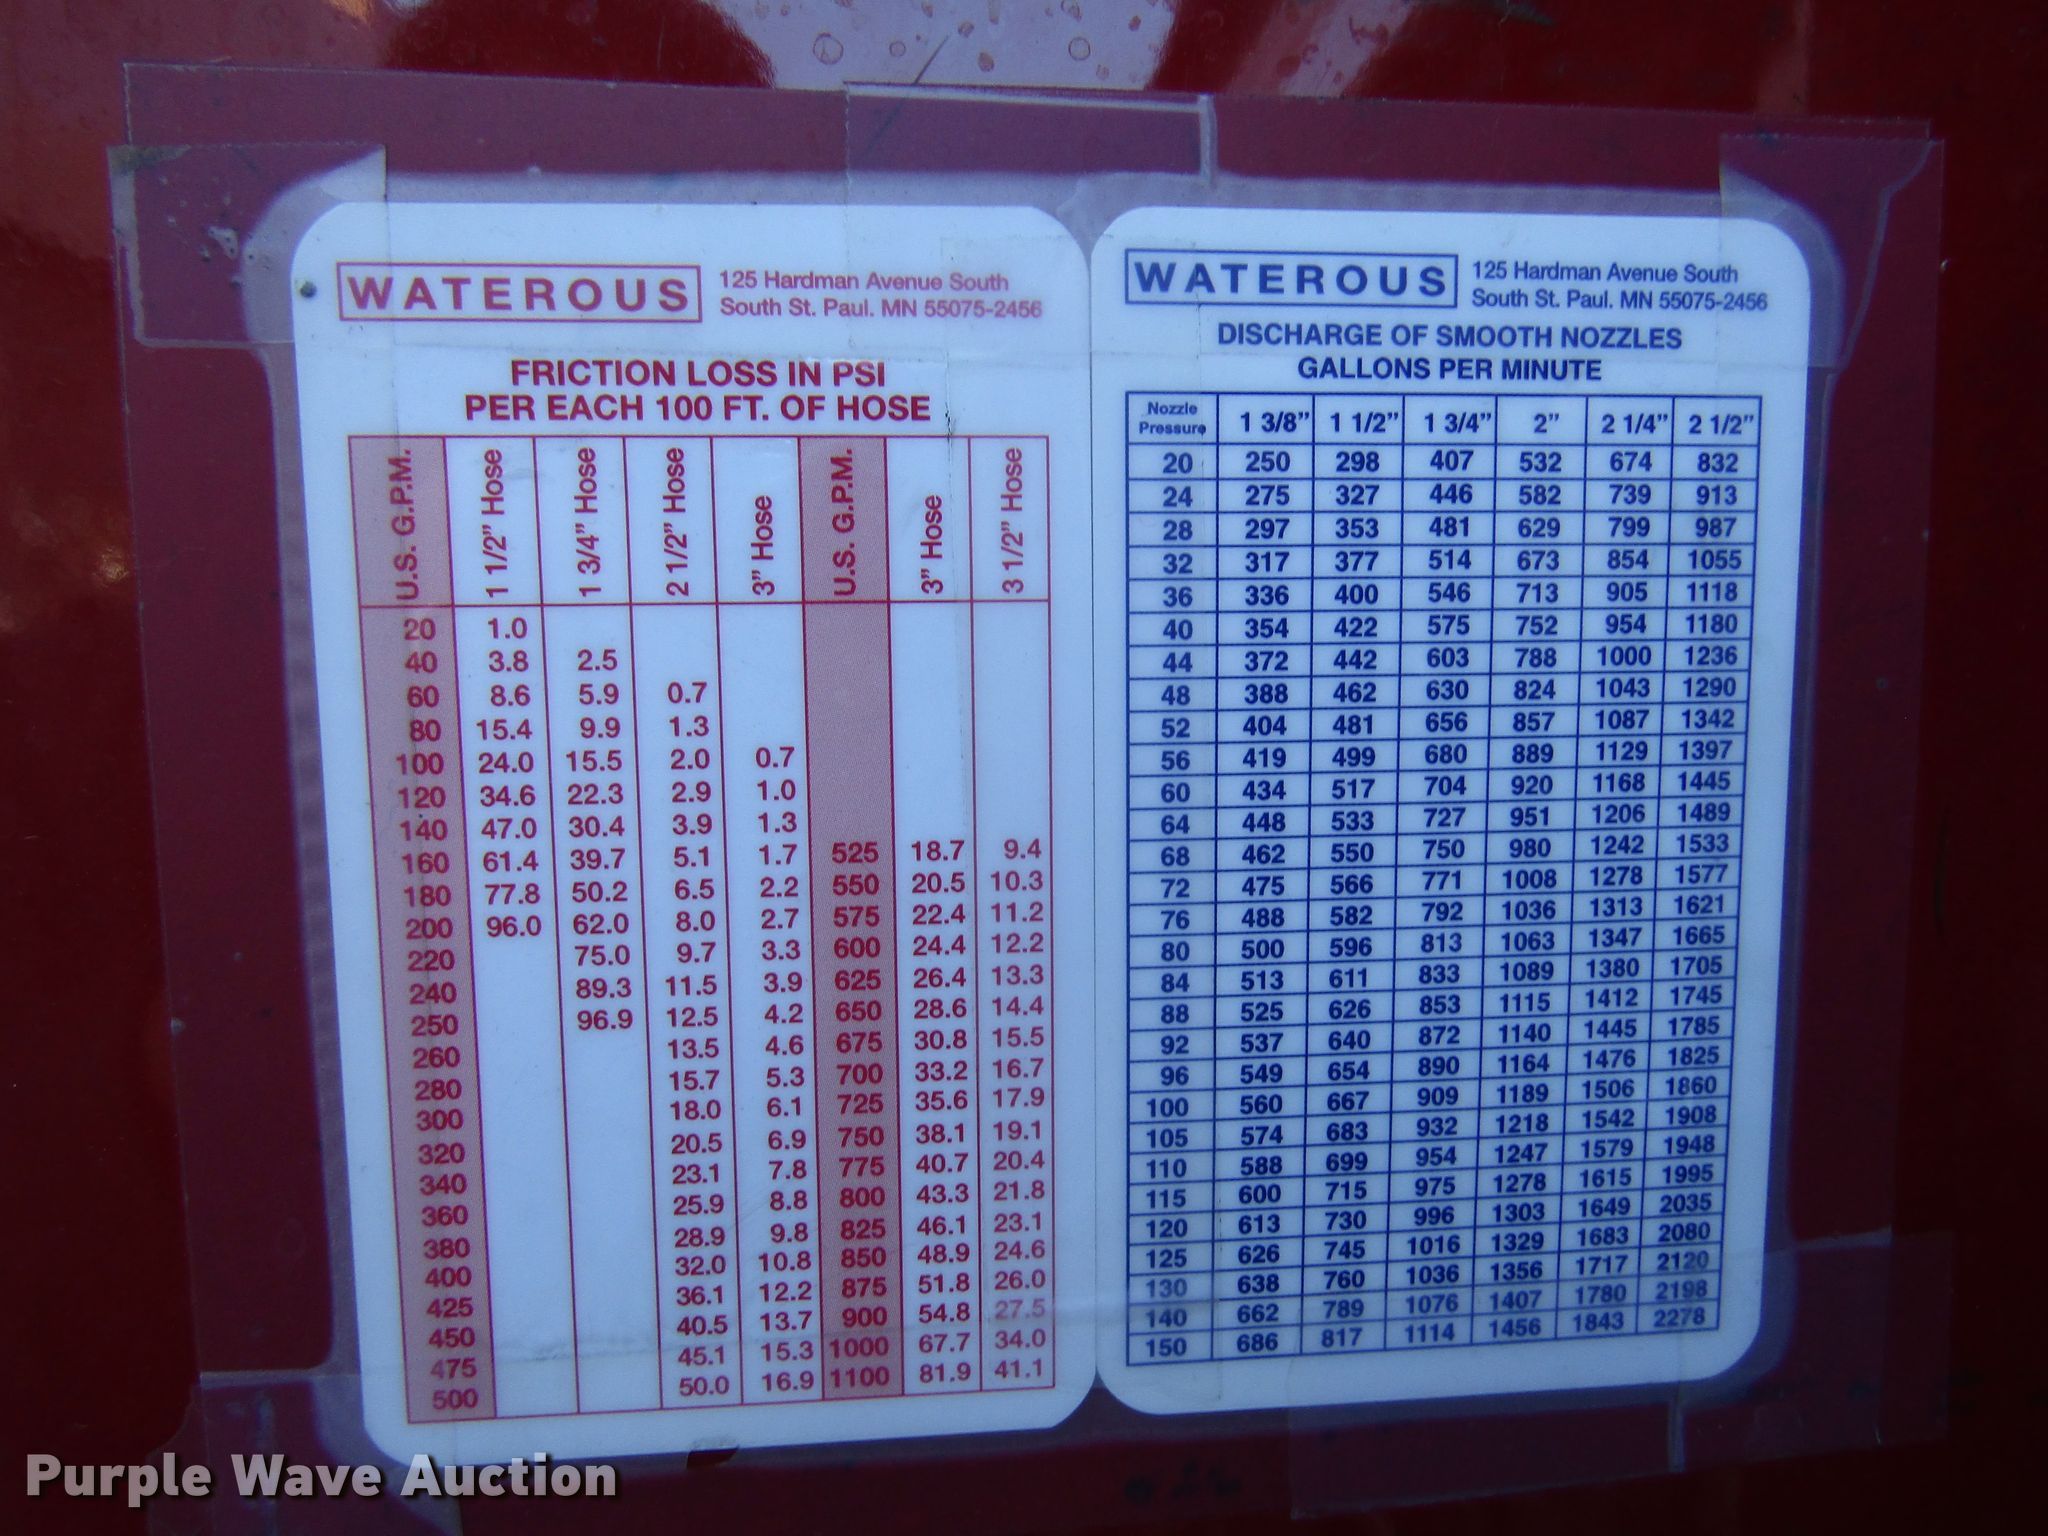 WATEROUS
125 Hardman Avenue South
South St. Paul. MN 55075-2456
FRICTION LOSS IN PSI
PER EACH 100 FT. OF HOSE
U.S. G.P.M. 1 1/2" Hose 1 3/4" Hose 2 1/2" Hose 3" Hose U.S. G.P.M. 3" Hose 3 1/2" Hose
20 1.0
40 3.8 2.5
60 8.6 5.9 0.7
80 15.4 9.9 1.3
100 24.0 15.5 2.0 0.7
120 34.6 22.3 2.9 1.0
140 47.0 30.4 3.9 1.3
160 61.4 39.7 5.1 1.7 525 18.7 9.4
180 77.8 50.2 6.5 2.2 550 20.5 10.3
200 96.0 62.0 8.0 2.7 575 22.4 11.2
220 75.0 9.7 3.3 600 24.4 12.2
240 89.3 11.5 3.9 625 26.4 13.3
250 96.9 12.5 4.2 650 28.6 14.4
260 13.5 4.6 675 30.8 15.5
280 15.7 5.3 700 33.2 16.7
300 18.0 6.1 725 35.6 17.9
320 20.5 6.9 750 38.1 19.1
340 23.1 7.8 775 40.7 20.4
360 25.9 8.8 800 43.3 21.8
380 28.9 9.8 825 46.1 23.1
400 32.0 10.8 850 48.9 24.6
425 36.1 12.2 875 51.8 26.0
450 40.5 13.7 900 54.8 27.5
475 45.1 15.3 1000 67.7 34.0
500 50.0 16.9 1100 81.9 41.1
WATEROUS
125 Hardman Avenue South
South St. Paul. MN 55075-2456
DISCHARGE OF SMOOTH NOZZLES
GALLONS PER MINUTE
Nozzle Pressure 1 3/8" 1 1/2" 1 3/4" 2" 2 1/4" 2 1/2"
20 250 298 407 532 674 832
24 275 327 446 582 739 913
28 297 353 481 629 799 987
32 317 377 514 673 854 1055
36 336 400 546 713 905 1118
40 354 422 575 752 954 1180
44 372 442 603 788 1000 1236
48 388 462 630 824 1043 1290
52 404 481 656 857 1087 1342
56 419 499 680 889 1129 1397
60 434 517 704 920 1168 1445
64 448 533 727 951 1206 1489
68 462 550 750 980 1242 1533
72 475 566 771 1008 1278 1577
76 488 582 792 1036 1313 1621
80 500 596 813 1063 1347 1665
84 513 611 833 1089 1380 1705
88 525 626 853 1115 1412 1745
92 537 640 872 1140 1445 1785
96 549 654 890 1164 1476 1825
100 560 667 909 1189 1506 1860
105 574 683 932 1218 1542 1908
110 588 699 954 1247 1579 1948
115 600 715 975 1278 1615 1995
120 613 730 996 1303 1649 2035
125 626 745 1016 1329 1683 2080
130 638 760 1036 1356 1717 2120
140 662 789 1076 1407 1780 2198
150 686 817 1114 1456 1843 2278
Purple Wave Auction